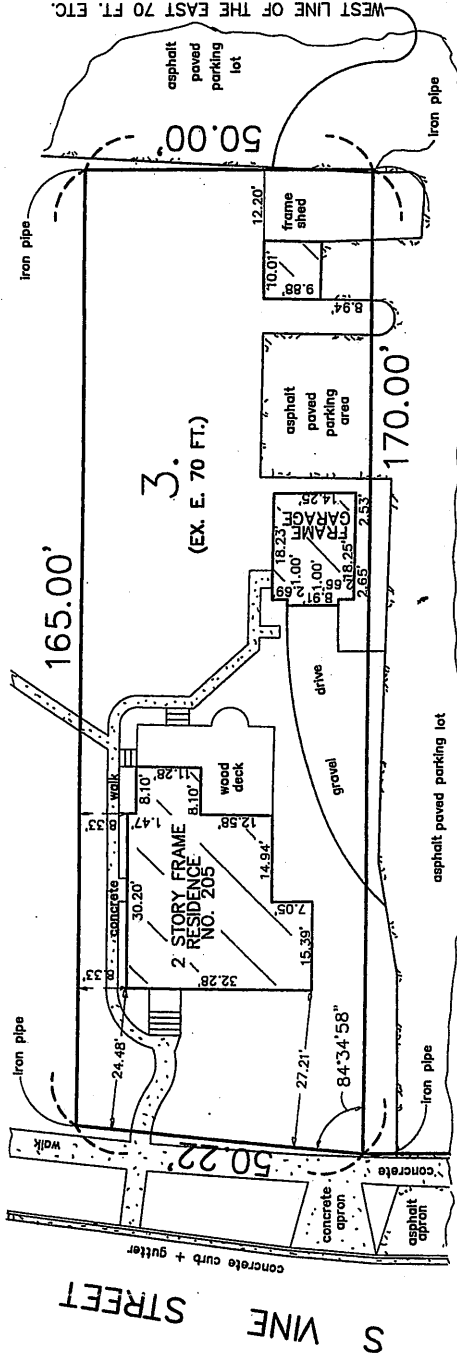 WEST LINE OF THE EAST 70 FT. ETC.
asphalt
paved
parking
lot
iron pipe
50.00'
iron pipe
165.00'
3.
(EX. E. 70 FT.)
12.20'
frame
shed
10.01'
9.88'
8.94'
asphalt
paved
parking
area
170.00'
FRAME
GARAGE
18.23'
14.25'
2.69'
1.00'
8.91'
1.00'
2.66'
18.25'
2.65'
2.53'
drive
gravel
asphalt paved parking lot
concrete
walk
8.33'
8.33'
1.47'
8.10'
11.28'
8.10'
wood
deck
30.20'
2 STORY FRAME
RESIDENCE
NO. 205
12.58'
14.94'
7.05'
15.39'
32.28'
24.48'
27.21'
84°34'58"
iron pipe
iron pipe
50.22'
walk
concrete
concrete
apron
asphalt
apron
concrete curb + gutter
S VINE STREET